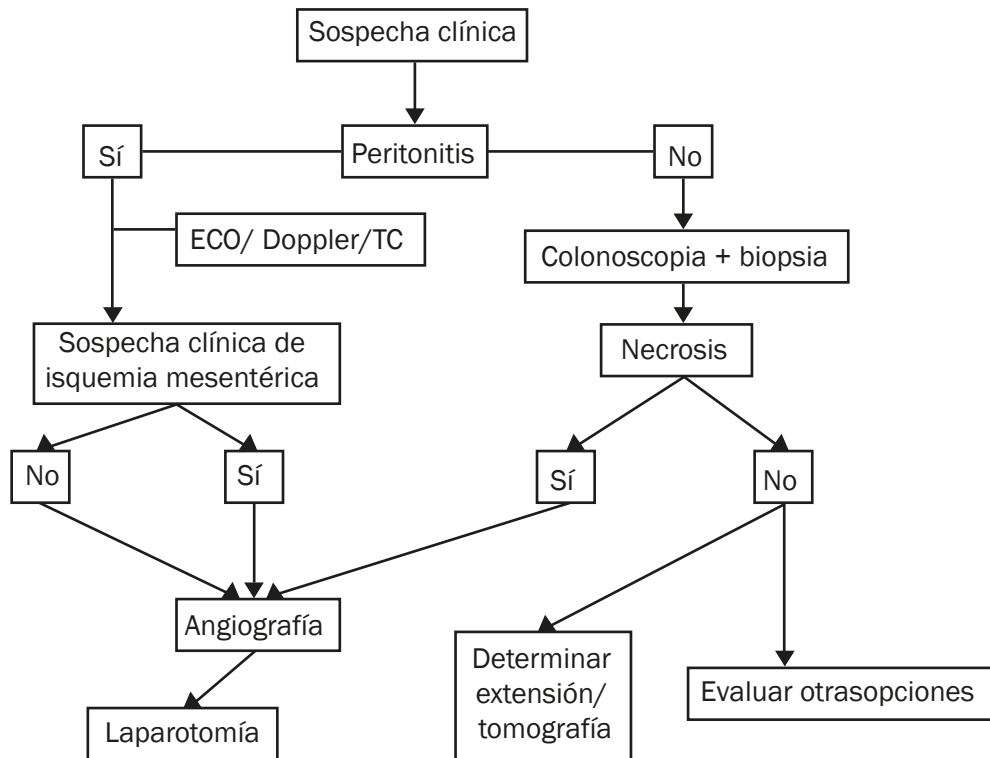 Sospecha clínica
Sí
Peritonitis
No
ECO/ Doppler/TC
Colonoscopia + biopsia
Sospecha clínica de
isquemia mesentérica
Necrosis
No
Sí
Sí
No
Angiografía
Determinar
extensión/
tomografía
Evaluar otrasopciones
Laparotomía